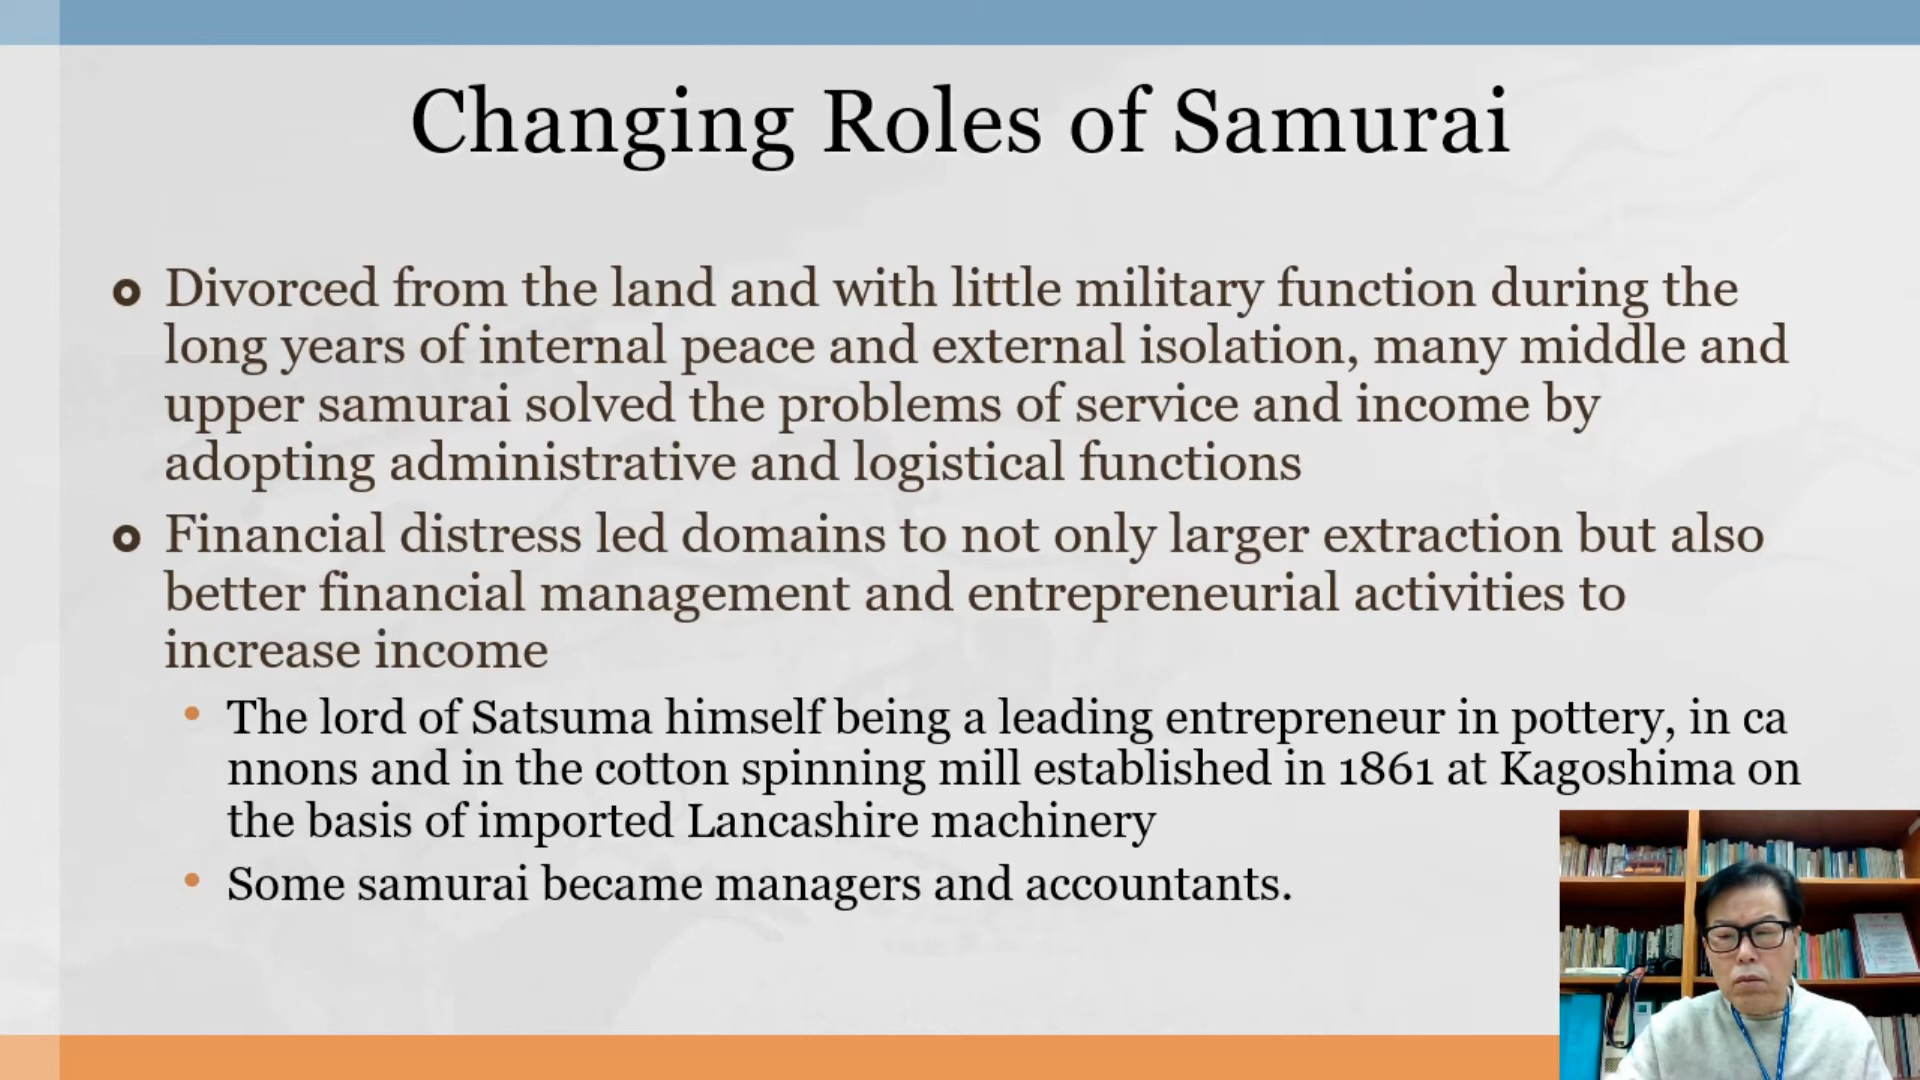 Changing Roles of Samurai
Divorced from the land and with little military function during the
long years of internal peace and external isolation, many middle and
upper samurai solved the problems of service and income by
adopting administrative and logistical functions
Financial distress led domains to not only larger extraction but also
better financial management and entrepreneurial activities to
increase income
The lord of Satsuma himself being a leading entrepreneur in pottery, in ca
nnons and in the cotton spinning mill established in 1861 at Kagoshima on
the basis of imported Lancashire machinery
Some samurai became managers and accountants.